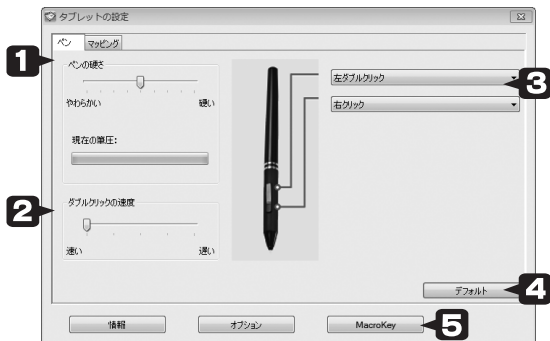 タブレットの設定
ペン
マッピング
1
ペンの硬さ
やわらかい
硬い
現在の筆圧:
2
ダブルクリックの速度
速い
遅い
左ダブルクリック
3
右クリック
デフォルト
4
情報
オプション
MacroKey
5